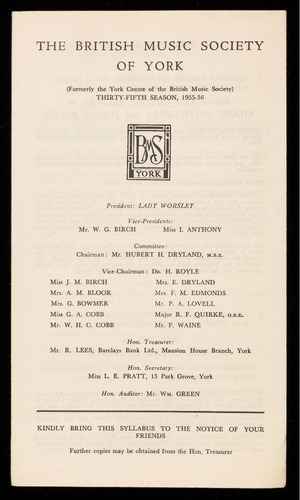 THE BRITISH MUSIC SOCIETY
OF YORK
(Formerly the York Centre of the British Music Society)
THIRTY-FIFTH SEASON, 1955-56
BMS
YORK
President: LADY WORSLEY
Vice-Presidents:
Mr. W. G. BIRCH Miss I. ANTHONY
Committee:
Chairman: Mr. HUBERT H. DRYLAND, M.B.E.
Vice-Chairman: Dr. H. ROYLE
Miss J. M. BIRCH Mrs. E. DRYLAND
Mrs. A. M. BLOOR Mrs. F. M. EDMONDS
Mrs. G. BOWMER Mr. P. A. LOVELL
Miss G. A. COBB Major R. F. QUIRKE, O.B.E.
Mr. W. H. C. COBB Mr. F. WAINE
Hon. Treasurer:
Mr. R. LEES, Barclays Bank Ltd., Mansion House Branch, York
Hon. Secretary:
Miss L. E. PRATT, 13 Park Grove, York
Hon. Auditor: Mr. Wm. GREEN
KINDLY BRING THIS SYLLABUS TO THE NOTICE OF YOUR
FRIENDS
Further copies may be obtained from the Hon. Treasurer